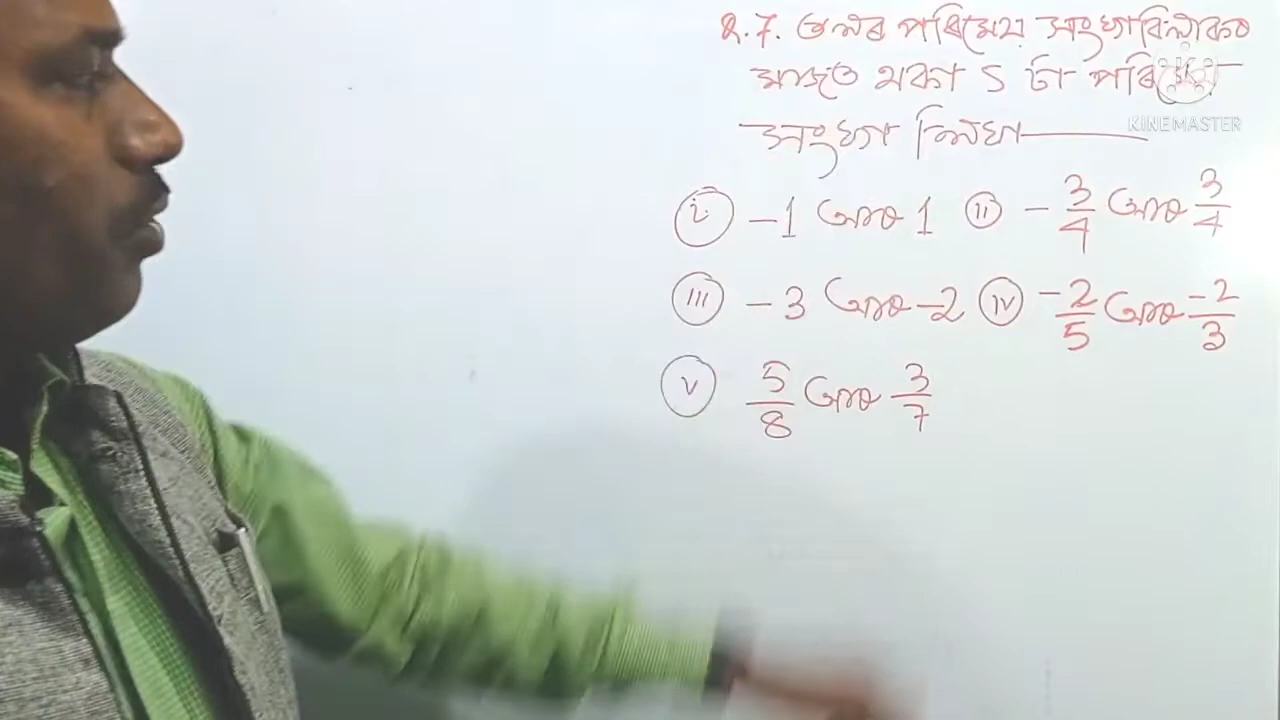 2.7. তলৰ পৰিমেয় সংখ্যাবিলাকৰ
মাজত থকা 5 টা পৰিমেয়
সংখ্যা লিখা
KINEMASTER
(i) -1 আৰু 1 (ii) -3/4 আৰু 3/4
(iii) -3 আৰু -2 (iv) -2/5 আৰু -2/3
(v) 5/8 আৰু 3/7